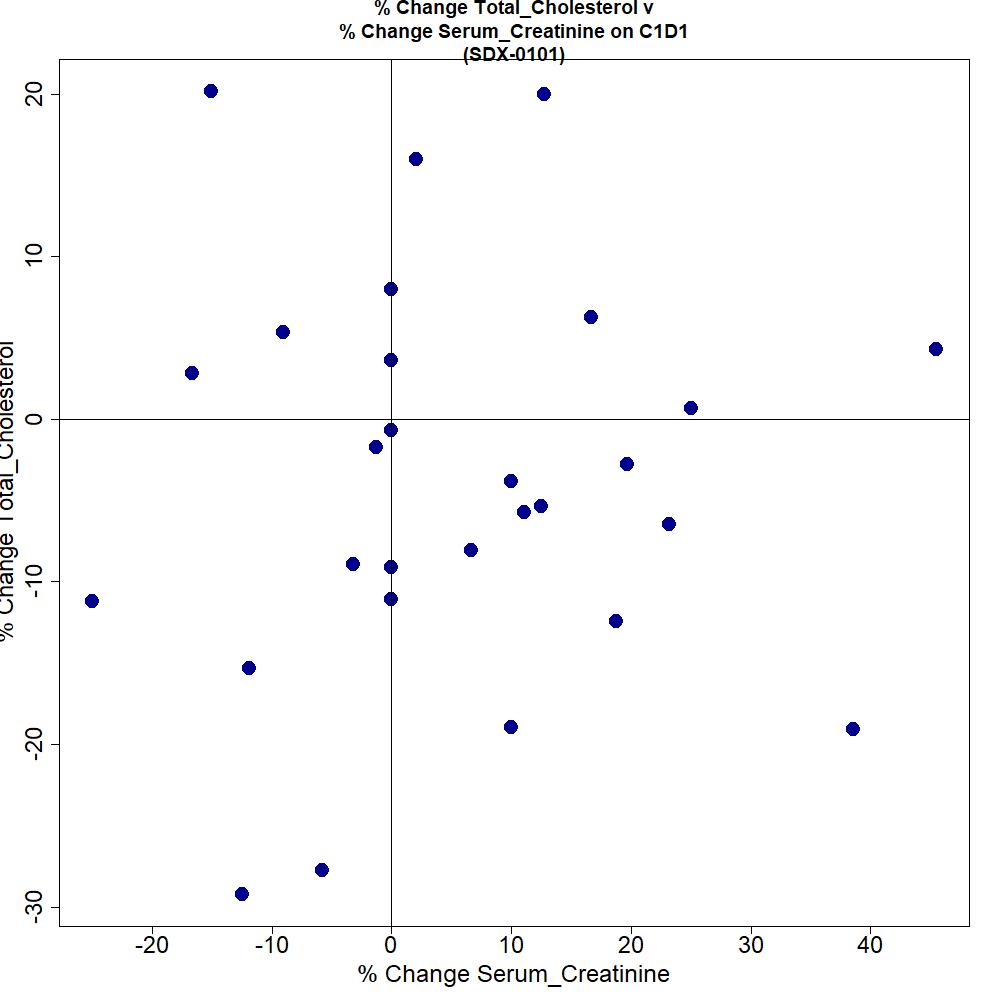 % Change Total_Cholesterol v
% Change Serum_Creatinine on C1D1
(SDX-0101)
% Change Total_Cholesterol
20
10
0
-10
-20
-30
-20
-10
0
10
20
30
40
% Change Serum_Creatinine